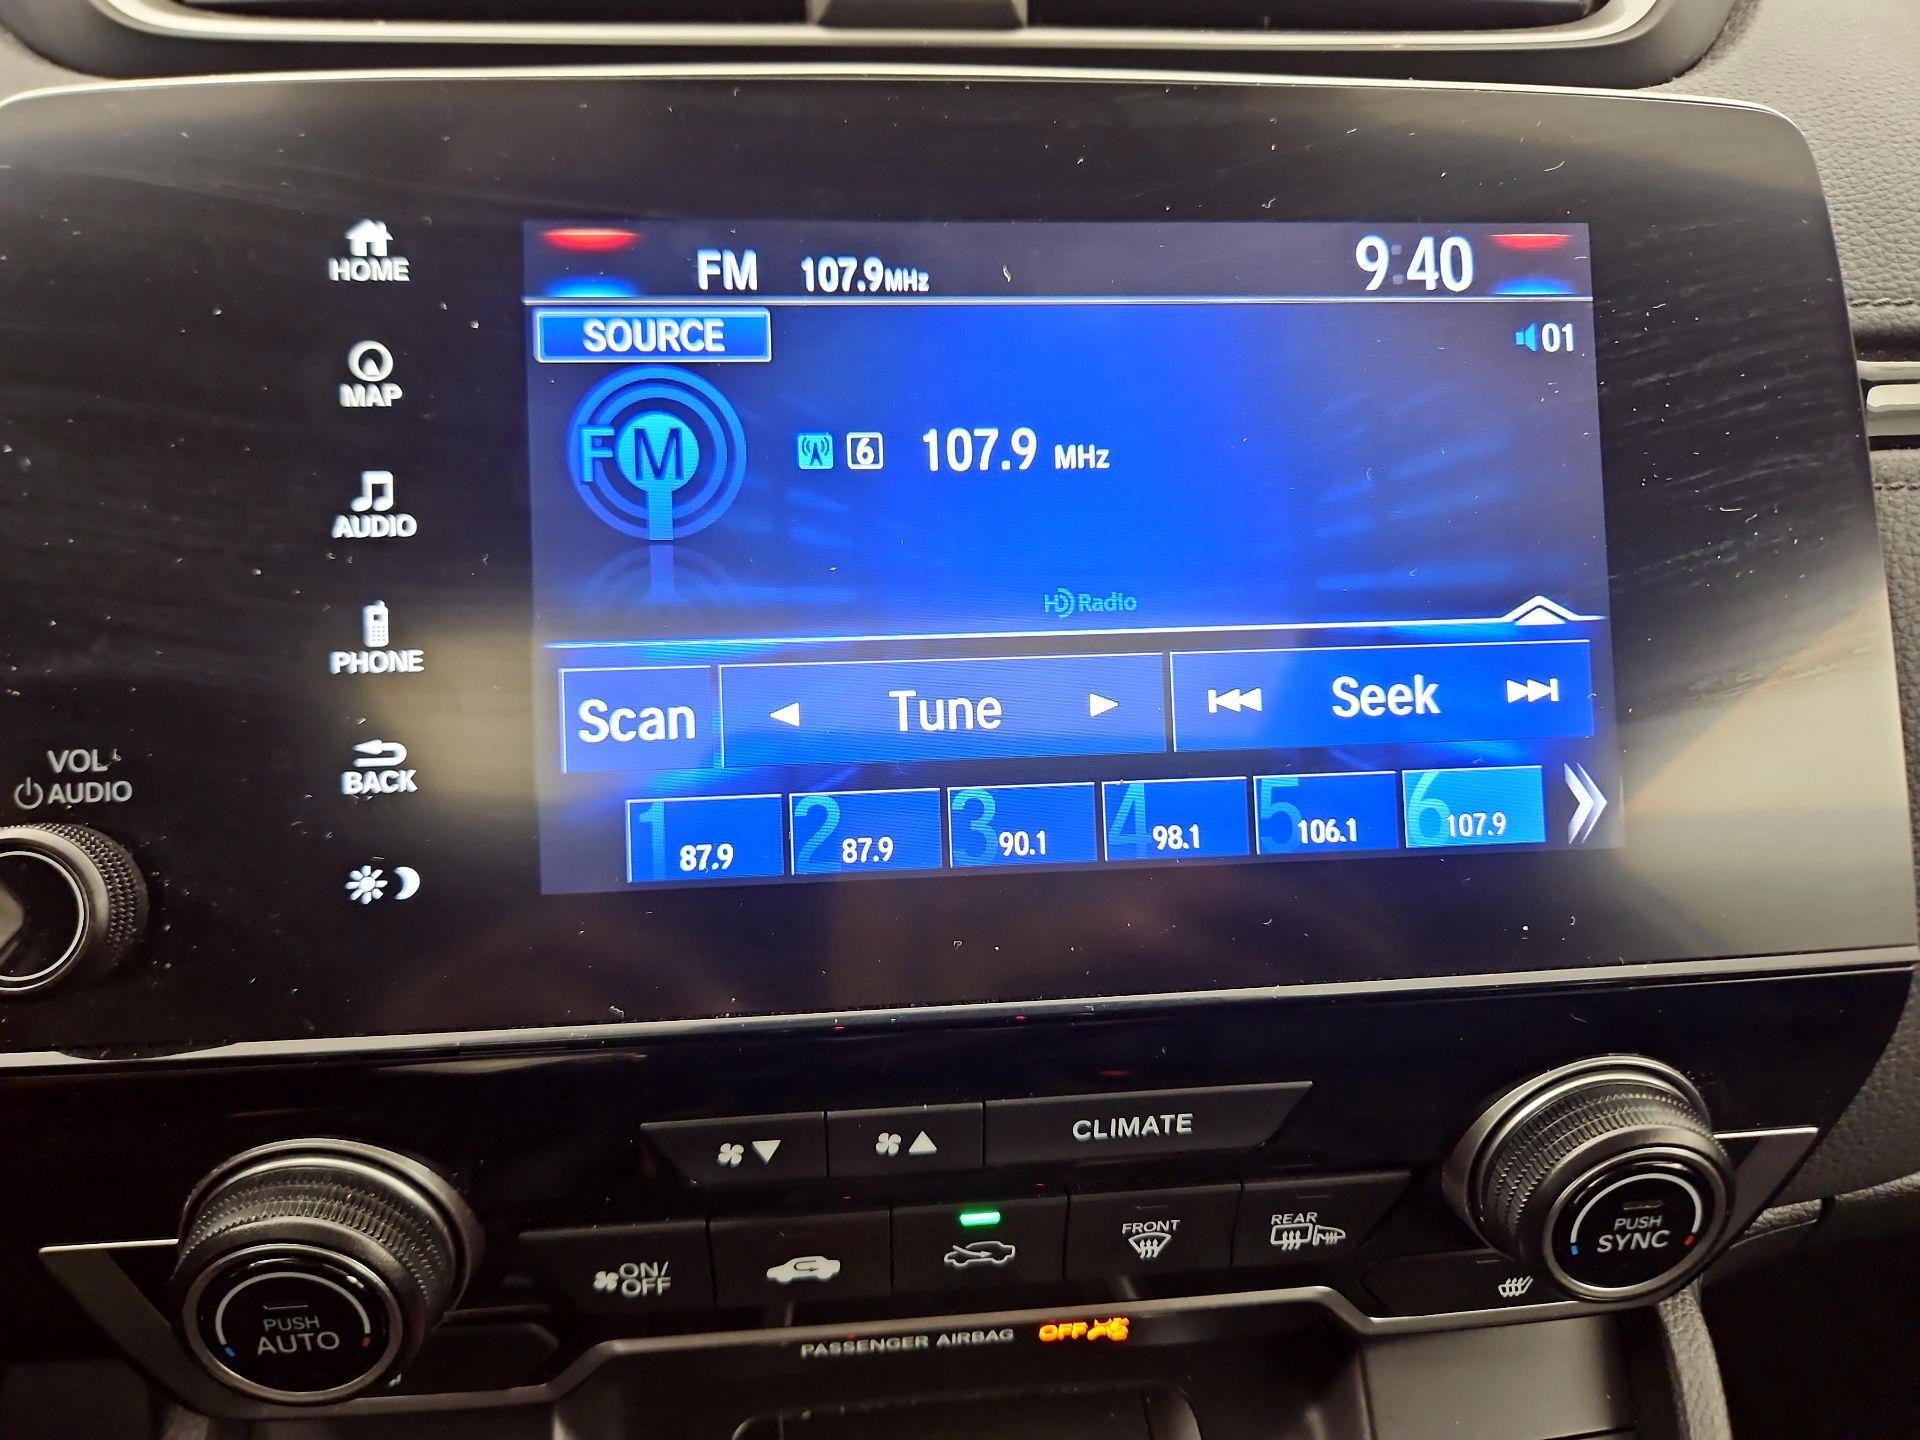 FM 107.9MHz 9:40
SOURCE
01
FM
6 107.9 MHz
HD Radio
Scan Tune Seek
1 87.9
2 87.9
3 90.1
4 98.1
5 106.1
6 107.9
HOME
MAP
AUDIO
PHONE
BACK
VOL
AUDIO
CLIMATE
ON/
OFF
FRONT
REAR
PUSH
AUTO
PUSH
SYNC
PASSENGER AIRBAG OFF